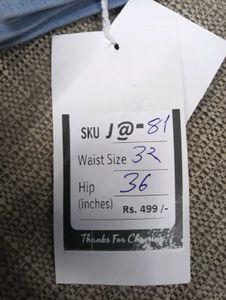 SKU J @-81
Waist Size 32
Hip 36
(inches) Rs. 499 /-
Thanks For Choosing